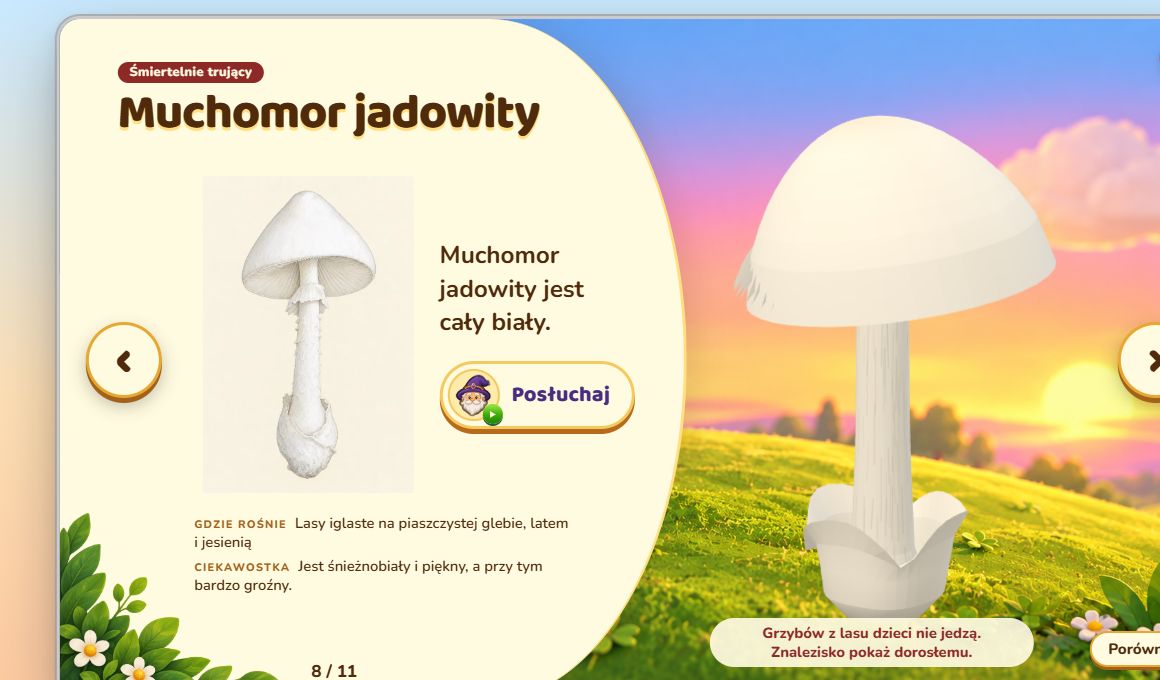 Śmiertelnie trujący
Muchomor jadowity
Muchomor
jadowity jest
cały biały.
Posłuchaj
GDZIE ROŚNIE Lasy iglaste na piaszczystej glebie, latem
i jesienią
CIEKAWOSTKA Jest śnieżnobiały i piękny, a przy tym
bardzo groźny.
8 / 11
Grzybów z lasu dzieci nie jedzą.
Znalezisko pokaż dorosłemu.